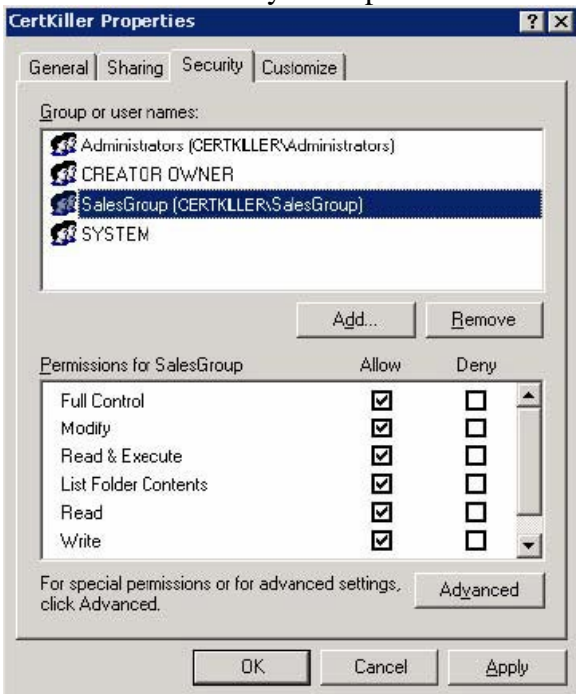 CertKiller Properties
General Sharing Security Customize
Group or user names:
Administrators (CERTKLLER\Administrators)
CREATOR OWNER
SalesGroup (CERTKLLER\SalesGroup)
SYSTEM
Add... Remove
Permissions for SalesGroup Allow Deny
Full Control
Modify
Read & Execute
List Folder Contents
Read
Write
For special permissions or for advanced settings,
click Advanced.
Advanced
OK Cancel Apply